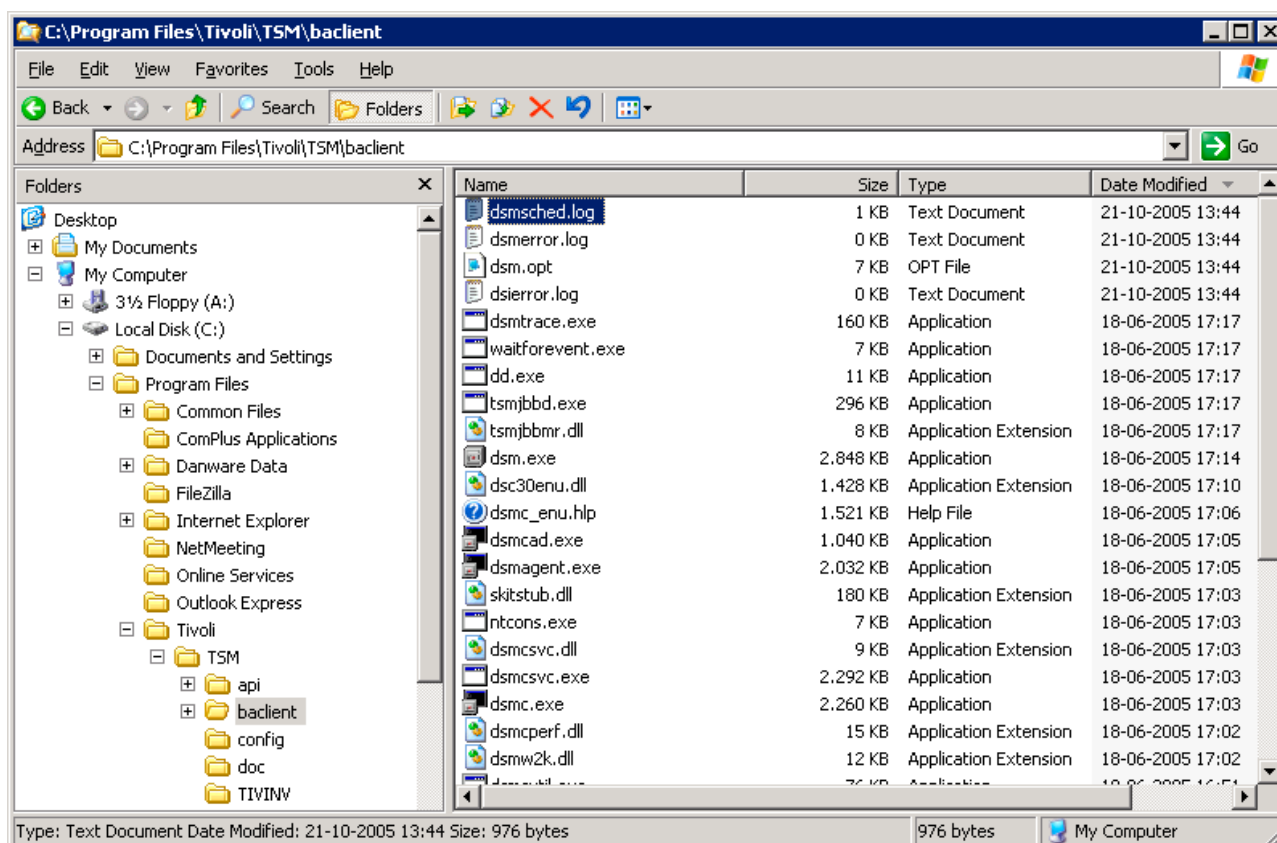 C:\Program Files\Tivoli\TSM\baclient
File Edit View Favorites Tools Help
Back Search Folders
Address C:\Program Files\Tivoli\TSM\baclient Go
Folders
Desktop
My Documents
My Computer
3½ Floppy (A:)
Local Disk (C:)
Documents and Settings
Program Files
Common Files
ComPlus Applications
Danware Data
FileZilla
Internet Explorer
NetMeeting
Online Services
Outlook Express
Tivoli
TSM
api
baclient
config
doc
TIVINV
Name Size Type Date Modified
dsmsched.log 1 KB Text Document 21-10-2005 13:44
dsmerror.log 0 KB Text Document 21-10-2005 13:44
dsm.opt 7 KB OPT File 21-10-2005 13:44
dsierror.log 0 KB Text Document 21-10-2005 13:44
dsmtrace.exe 160 KB Application 18-06-2005 17:17
waitforevent.exe 7 KB Application 18-06-2005 17:17
dd.exe 11 KB Application 18-06-2005 17:17
tsmjbbd.exe 296 KB Application 18-06-2005 17:17
tsmjbbmr.dll 8 KB Application Extension 18-06-2005 17:17
dsm.exe 2.848 KB Application 18-06-2005 17:14
dsc30enu.dll 1.428 KB Application Extension 18-06-2005 17:10
dsmc_enu.hlp 1.521 KB Help File 18-06-2005 17:06
dsmcad.exe 1.040 KB Application 18-06-2005 17:05
dsmagent.exe 2.032 KB Application 18-06-2005 17:05
skitstub.dll 180 KB Application Extension 18-06-2005 17:03
ntcons.exe 7 KB Application 18-06-2005 17:03
dsmcsvc.dll 9 KB Application Extension 18-06-2005 17:03
dsmcsvc.exe 2.292 KB Application 18-06-2005 17:03
dsmc.exe 2.260 KB Application 18-06-2005 17:03
dsmcperf.dll 15 KB Application Extension 18-06-2005 17:02
dsmw2k.dll 12 KB Application Extension 18-06-2005 17:02
Type: Text Document Date Modified: 21-10-2005 13:44 Size: 976 bytes 976 bytes My Computer